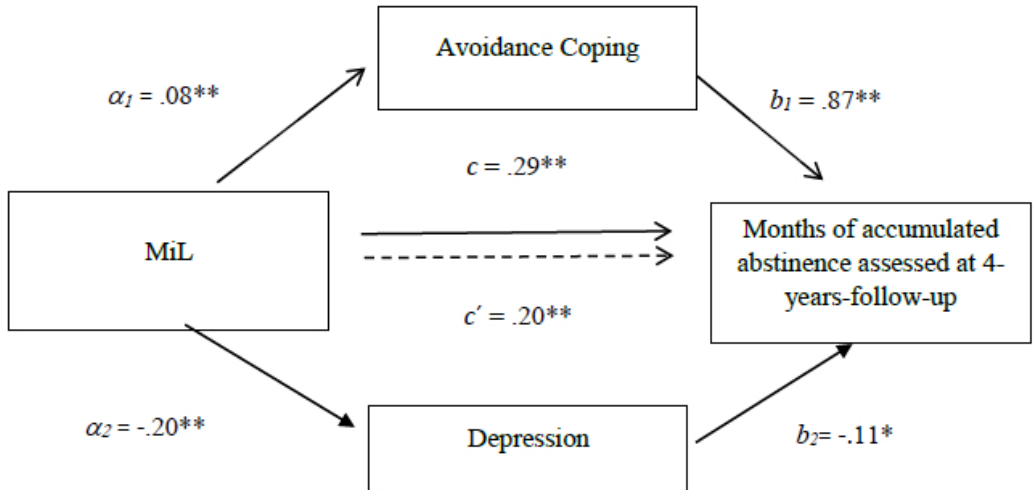 Avoidance Coping
α1 = .08**
b1 = .87**
c = .29**
MiL
Months of accumulated
abstinence assessed at 4-
years-follow-up
c′ = .20**
α2 = -.20**
Depression
b2= -.11*